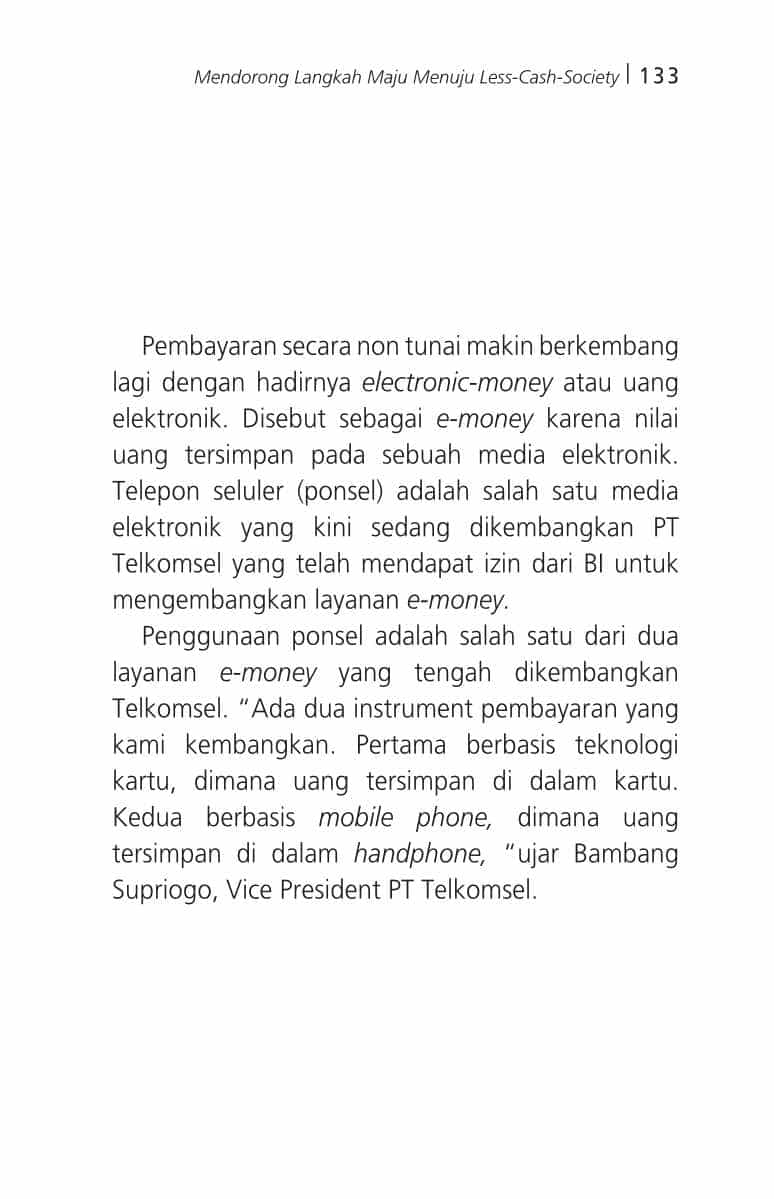 Mendorong Langkah Maju Menuju Less-Cash-Society | 133
Pembayaran secara non tunai makin berkembang
lagi dengan hadirnya electronic-money atau uang
elektronik. Disebut sebagai e-money karena nilai
uang tersimpan pada sebuah media elektronik.
Telepon seluler (ponsel) adalah salah satu media
elektronik yang kini sedang dikembangkan PT
Telkomsel yang telah mendapat izin dari BI untuk
mengembangkan layanan e-money.
Penggunaan ponsel adalah salah satu dari dua
layanan e-money yang tengah dikembangkan
Telkomsel. “Ada dua instrument pembayaran yang
kami kembangkan. Pertama berbasis teknologi
kartu, dimana uang tersimpan di dalam kartu.
Kedua berbasis mobile phone, dimana uang
tersimpan di dalam handphone, “ujar Bambang
Supriogo, Vice President PT Telkomsel.